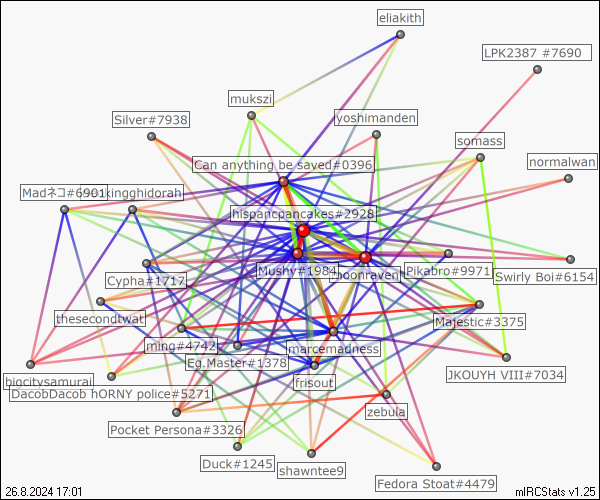 eliakith
LPK2387 #7690
mukszi
Silver#7938
yoshimanden
somass
normalwan
Can anything be saved#0396
Madネコ#6901
kingghidorah
hispancpancakes#2928
Mushy#1984
moonraven
Pikabro#9971
Swirly Boi#6154
Cypha#1717
thesecondtwat
Majestic#3375
ming#4742
marcemadness
Eg.Master#1378
JKOUYH VIII#7034
bigcitysamurai
frisout
DacobDacob hORNY police#5271
zebula
Pocket Persona#3326
Duck#1245
shawntee9
Fedora Stoat#4479
26.8.2024 17:01
mIRCStats v1.25